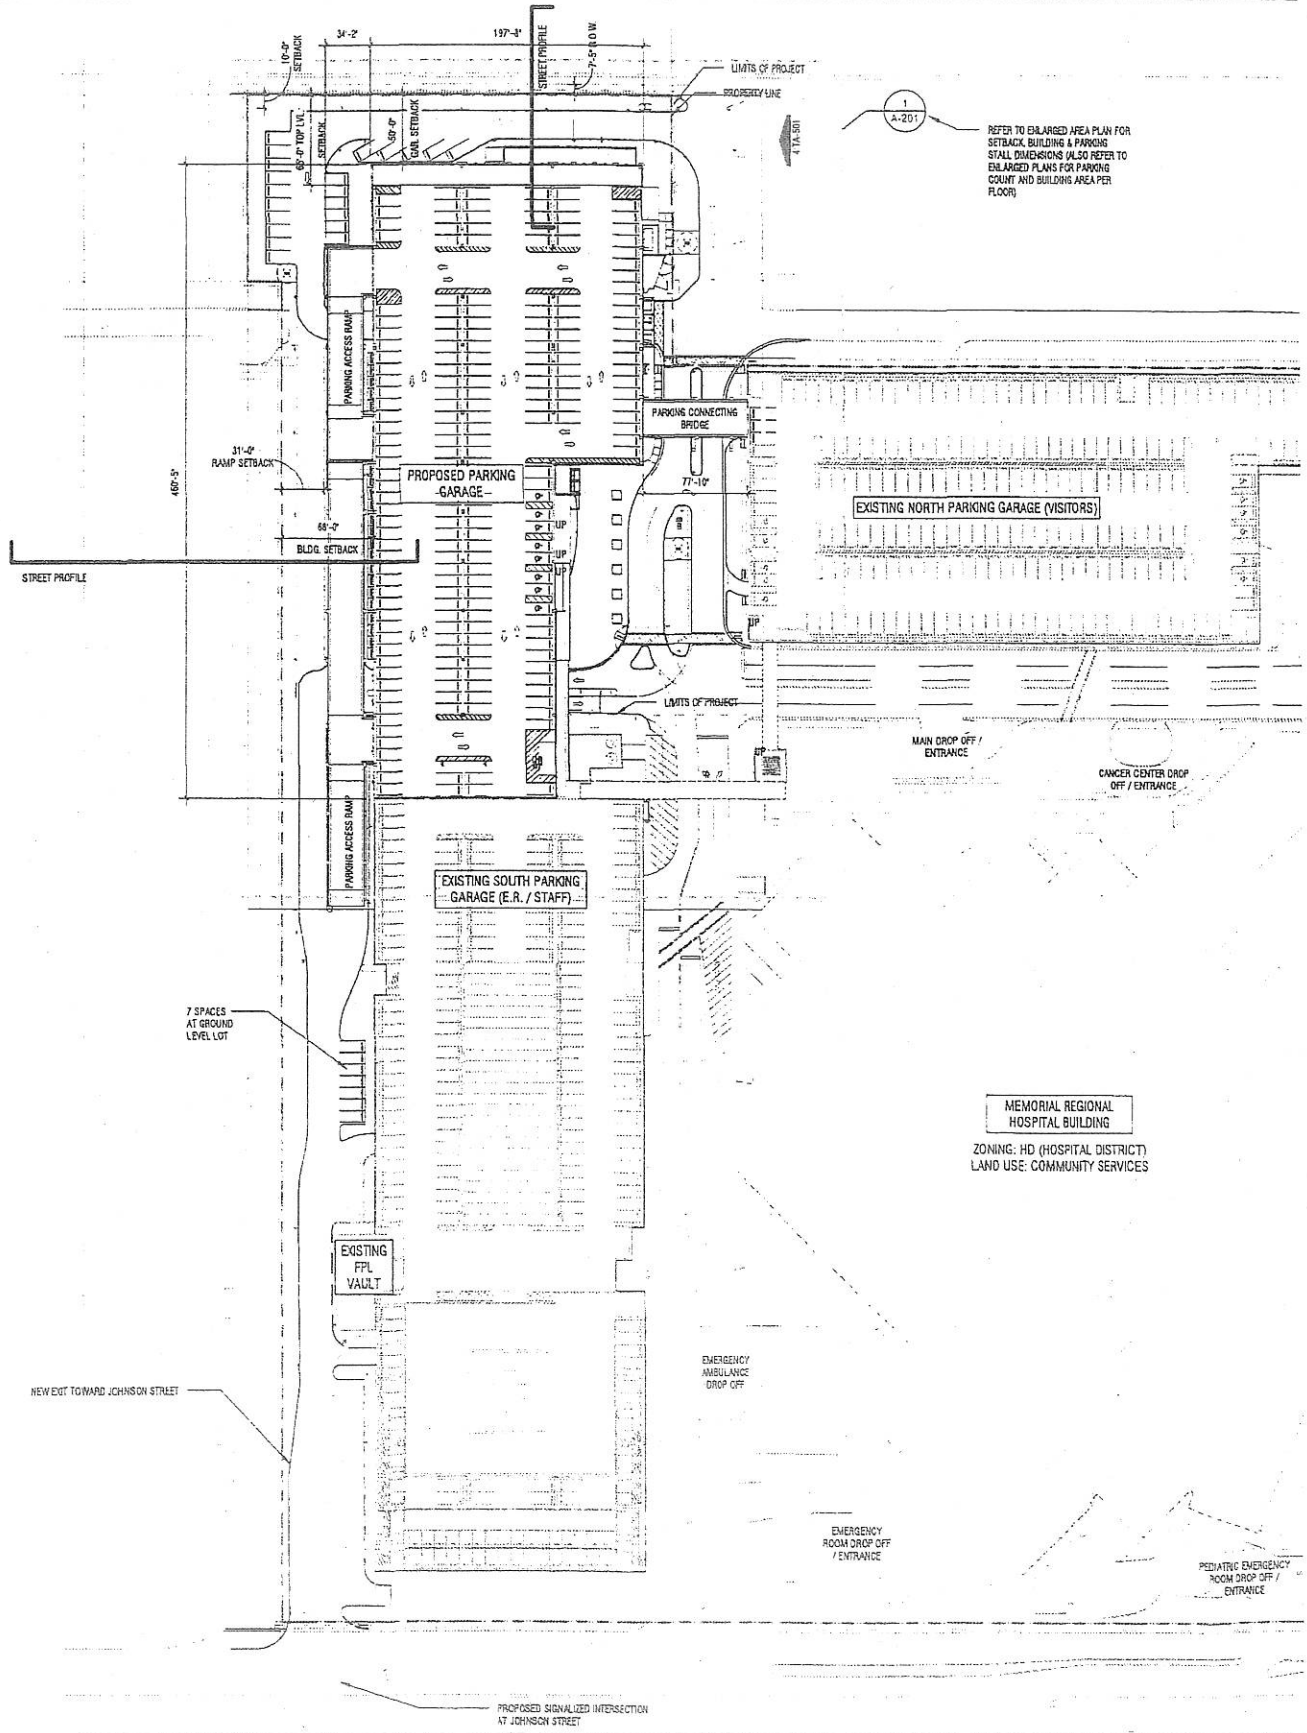 34'-2"
197'-8"
10'-0"
SETBACK
STREET PROFILE
7'-5" R.O.W.
LIMITS OF PROJECT
PROPERTY LINE
1
A-201
REFER TO ENLARGED AREA PLAN FOR
SETBACK, BUILDING & PARKING
STALL DIMENSIONS (ALSO REFER TO
ENLARGED PLANS FOR PARKING
COUNT AND BUILDING AREA PER
FLOOR)
TOP LVL.
SETBACK
50'-0"
GAR. SETBACK
PARKING ACCESS RAMP
PARKING CONNECTING
BRIDGE
31'-0"
RAMP SETBACK
460'-5"
PROPOSED PARKING
GARAGE
77'-10"
EXISTING NORTH PARKING GARAGE (VISITORS)
68'-0"
BLDG. SETBACK
STREET PROFILE
UP
UP
UP
UP
LIMITS OF PROJECT
MAIN DROP OFF /
ENTRANCE
UP
CANCER CENTER DROP
OFF / ENTRANCE
PARKING ACCESS RAMP
EXISTING SOUTH PARKING
GARAGE (E.R. / STAFF)
7 SPACES
AT GROUND
LEVEL LOT
MEMORIAL REGIONAL
HOSPITAL BUILDING
ZONING: HD (HOSPITAL DISTRICT)
LAND USE: COMMUNITY SERVICES
EXISTING
FPL
VAULT
EMERGENCY
AMBULANCE
DROP OFF
NEW EXIT TOWARD JOHNSON STREET
EMERGENCY
ROOM DROP OFF
/ ENTRANCE
PEDIATRIC EMERGENCY
ROOM DROP OFF /
ENTRANCE
PROPOSED SIGNALIZED INTERSECTION
AT JOHNSON STREET